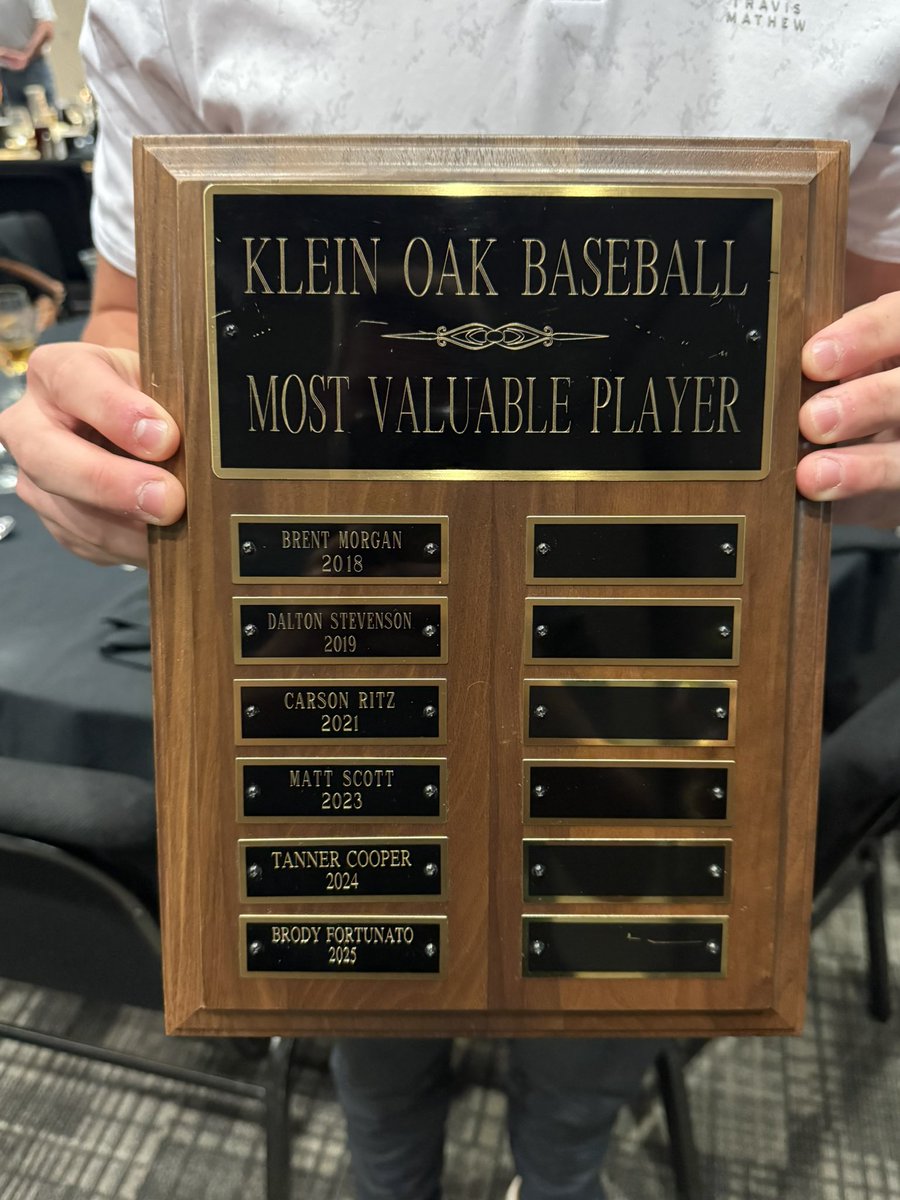 TRAVIS
MATHEW
KLEIN OAK BASEBALL
MOST VALUABLE PLAYER
BRENT MORGAN
2018
DALTON STEVENSON
2019
CARSON RITZ
2021
MATT SCOTT
2023
TANNER COOPER
2024
BRODY FORTUNATO
2025